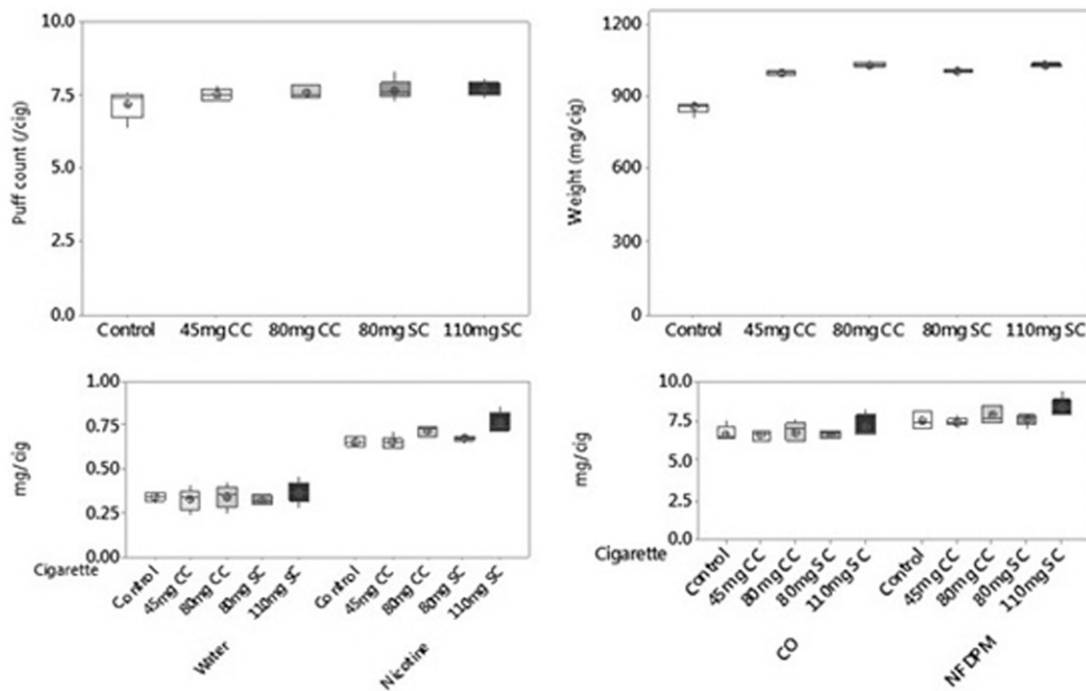 Puff count (/cig)
10.0
7.5
5.0
2.5
0.0
Control 45mg CC 80mg CC 80mg SC 110mg SC
Weight (mg/cig)
1200
900
600
300
0
Control 45mg CC 80mg CC 80mg SC 110mg SC
mg/cig
1.00
0.75
0.50
0.25
0.00
Cigarette
Control 45mg CC 80mg CC 80mg SC 110mg SC Control 45mg CC 80mg CC 80mg SC 110mg SC
Water Nicotine
mg/cig
10.0
7.5
5.0
2.5
0.0
Cigarette
Control 45mg CC 80mg CC 80mg SC 110mg SC Control 45mg CC 80mg CC 80mg SC 110mg SC
CO NFDPM